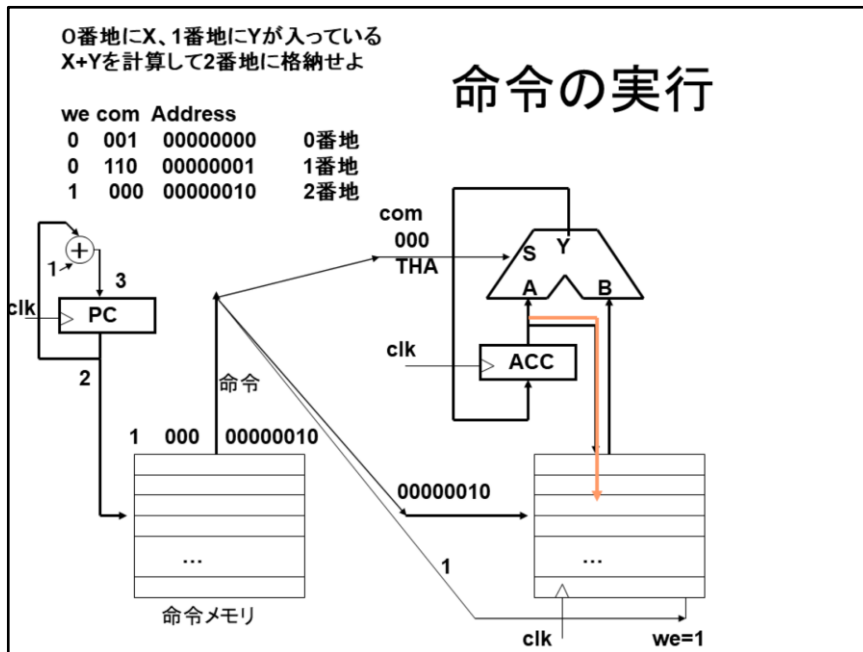 0番地にX、1番地にYが入っている
X+Yを計算して2番地に格納せよ
命令の実行
we com Address
0 001 00000000 0番地
0 110 00000001 1番地
1 000 00000010 2番地
com
000
THA
S Y
A B
+
1
3
clk
PC
2
clk
ACC
命令
1 000 00000010
00000010
...
...
1
命令メモリ
clk
we=1